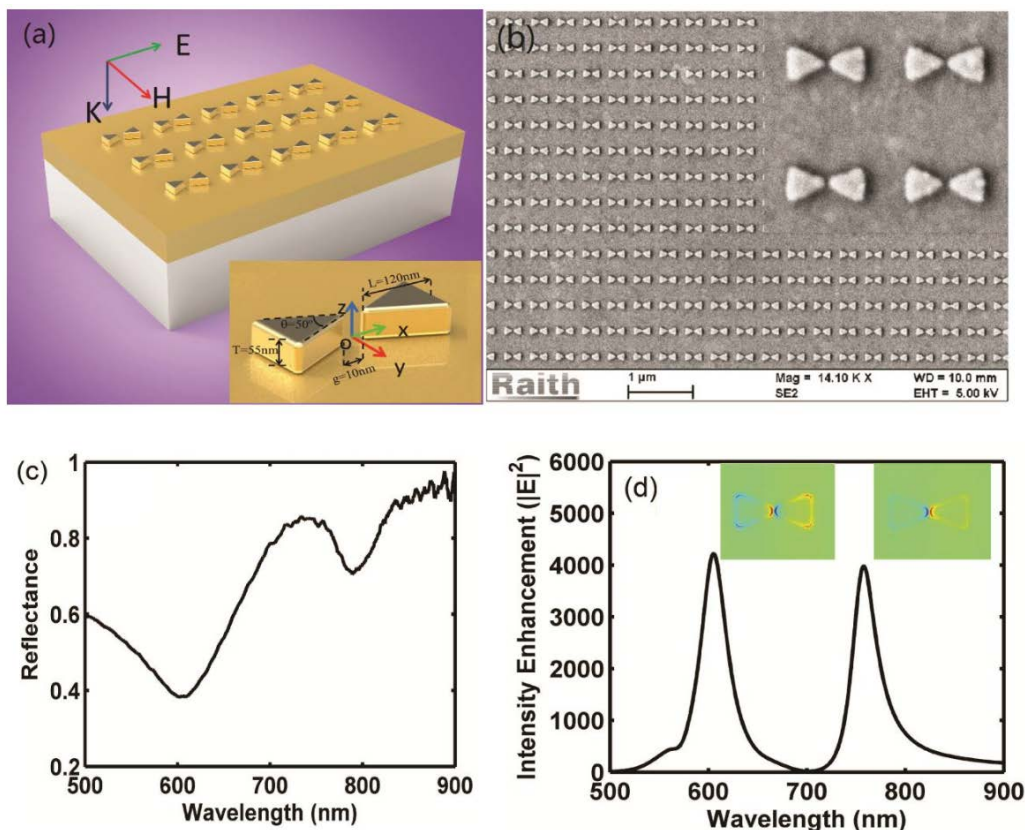 (a)
E
H
K
L=120nm
z
θ=50°
x
O
T=55nm
y
g=10nm
(b)
Raith
1 µm
Mag = 14.10 K X
WD = 10.0 mm
SE2
EHT = 5.00 kV
(c)
1
0.8
0.6
0.4
0.2
Reflectance
500
600
700
800
900
Wavelength (nm)
(d)
6000
5000
4000
3000
2000
1000
0
Intensity Enhancement (|E|²)
500
600
700
800
900
Wavelength (nm)